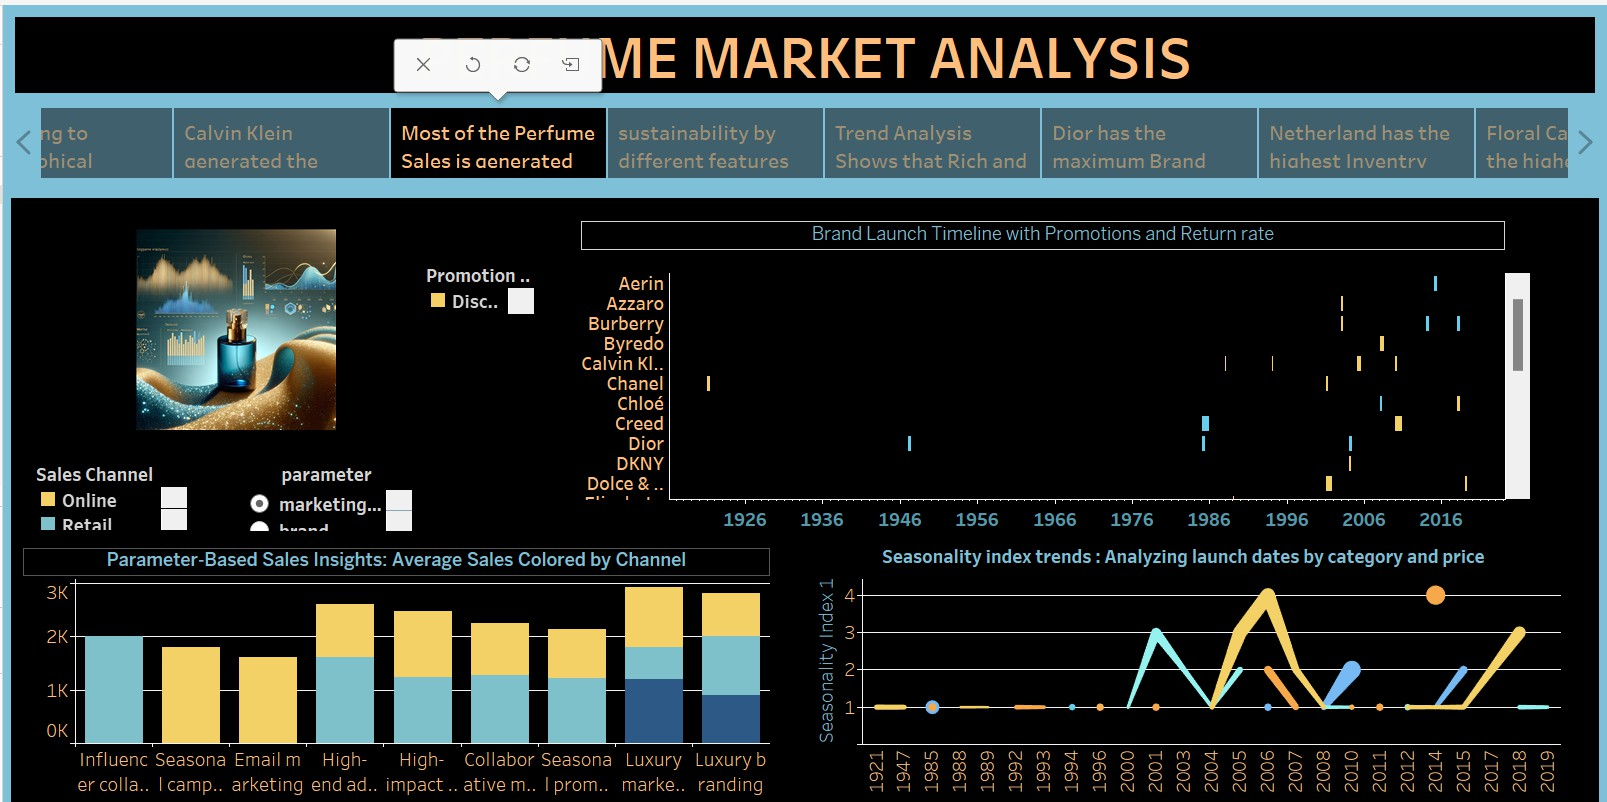 ME MARKET ANALYSIS
ng to
phical
Calvin Klein
generated the
Most of the Perfume
Sales is generated
sustainability by
different features
Trend Analysis
Shows that Rich and
Dior has the
maximum Brand
Netherland has the
highest Inventry
Floral Ca
the highe
Brand Launch Timeline with Promotions and Return rate
Promotion ..
Disc..
Aerin
Azzaro
Burberry
Byredo
Calvin Kl..
Chanel
Chloé
Creed
Dior
DKNY
Dolce & ..
1926 1936 1946 1956 1966 1976 1986 1996 2006 2016
Sales Channel
Online
Retail
parameter
marketing...
brand
Parameter-Based Sales Insights: Average Sales Colored by Channel
3K
2K
1K
0K
Influenc
er colla..
Seasona
l camp..
Email m
arketing
High-
end ad..
High-
impact ..
Collabor
ative m..
Seasona
l prom..
Luxury
marke..
Luxury b
randing
Seasonality index trends : Analyzing launch dates by category and price
Seasonality Index 1
4
3
2
1
1921 1947 1985 1988 1989 1992 1993 1994 1996 2000 2001 2003 2004 2005 2006 2007 2008 2010 2011 2012 2014 2015 2017 2018 2019